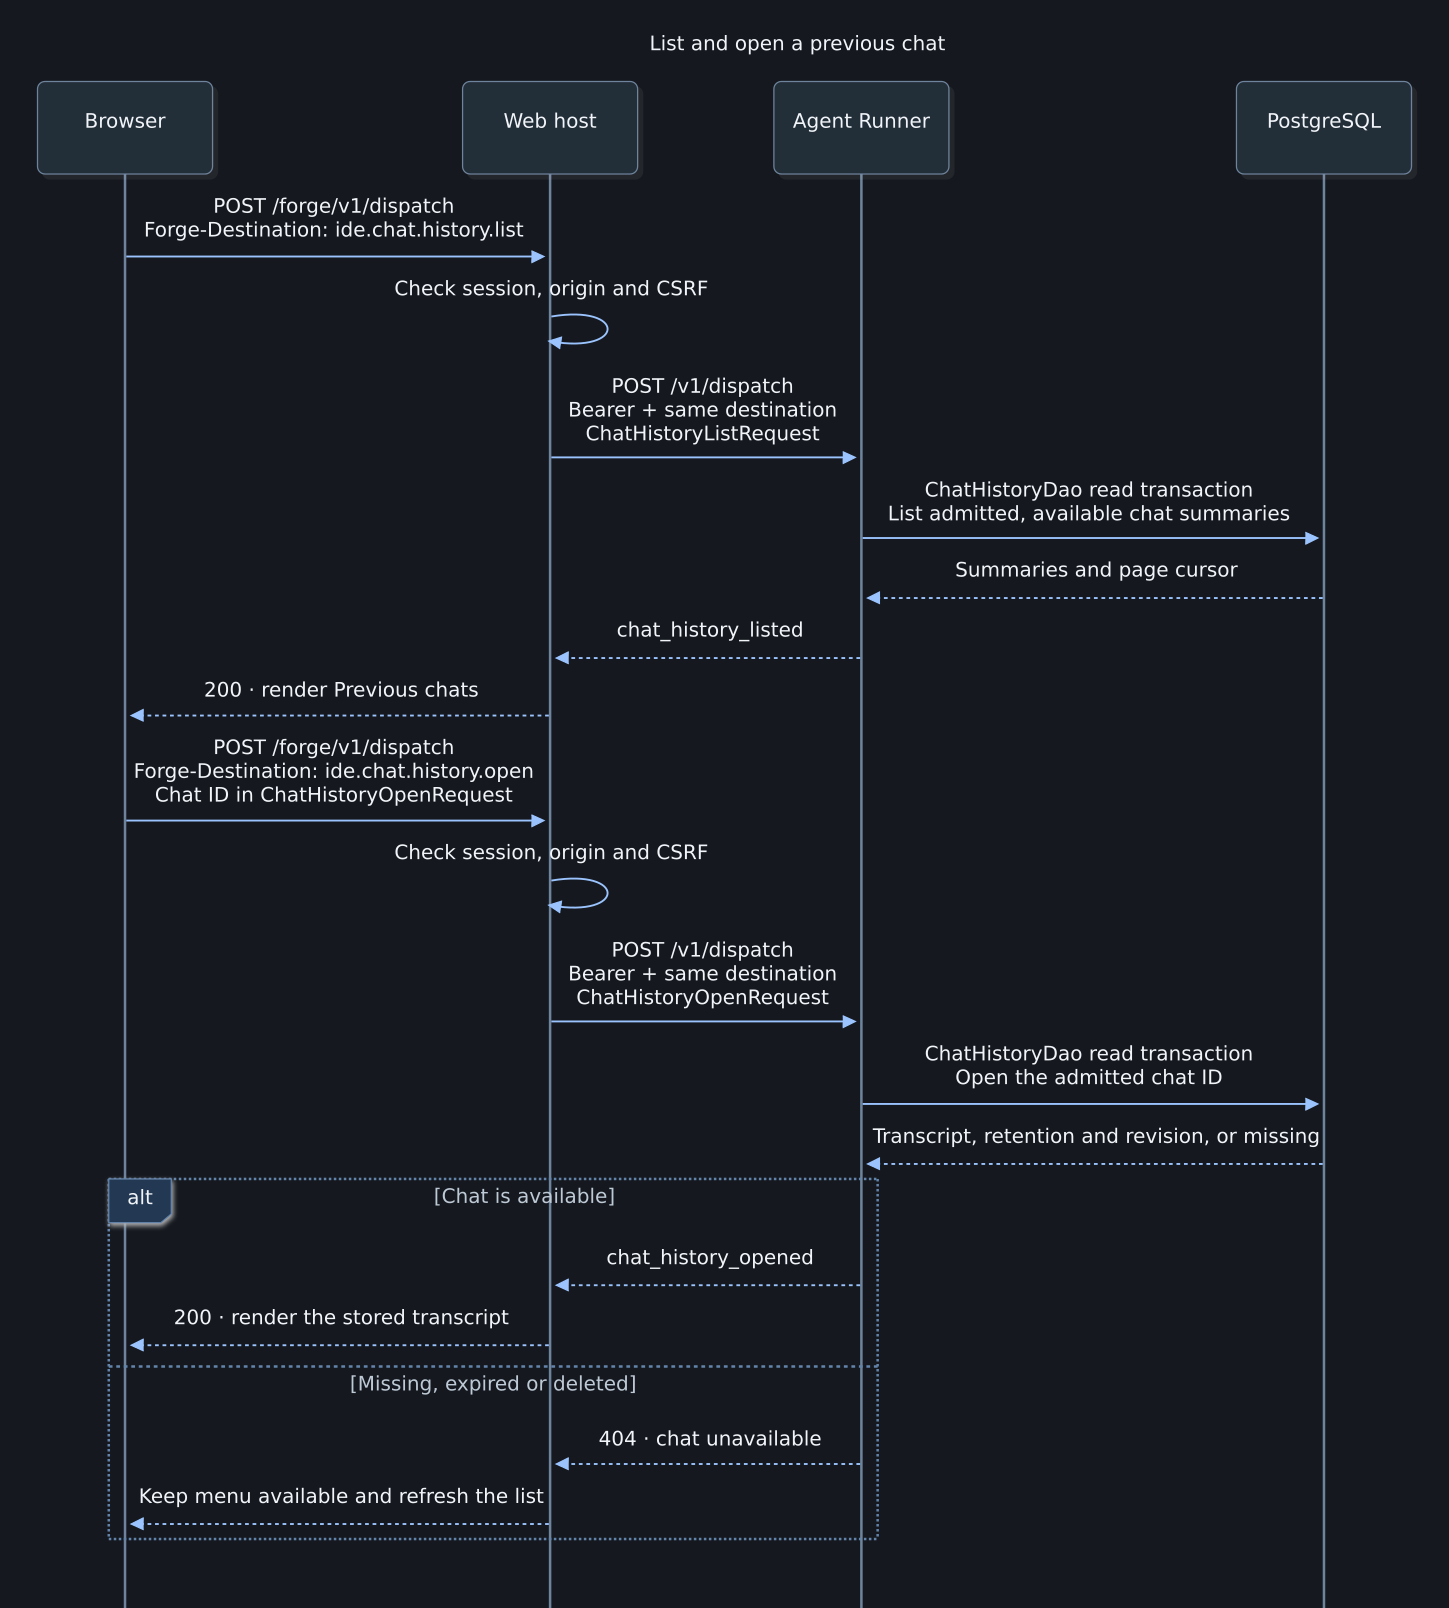 List and open a previous chat
Browser
Web host
Agent Runner
PostgreSQL
POST /forge/v1/dispatch
Forge-Destination: ide.chat.history.list
Check session, origin and CSRF
POST /v1/dispatch
Bearer + same destination
ChatHistoryListRequest
ChatHistoryDao read transaction
List admitted, available chat summaries
Summaries and page cursor
chat_history_listed
200 · render Previous chats
POST /forge/v1/dispatch
Forge-Destination: ide.chat.history.open
Chat ID in ChatHistoryOpenRequest
Check session, origin and CSRF
POST /v1/dispatch
Bearer + same destination
ChatHistoryOpenRequest
ChatHistoryDao read transaction
Open the admitted chat ID
Transcript, retention and revision, or missing
alt
[Chat is available]
chat_history_opened
200 · render the stored transcript
[Missing, expired or deleted]
404 · chat unavailable
Keep menu available and refresh the list